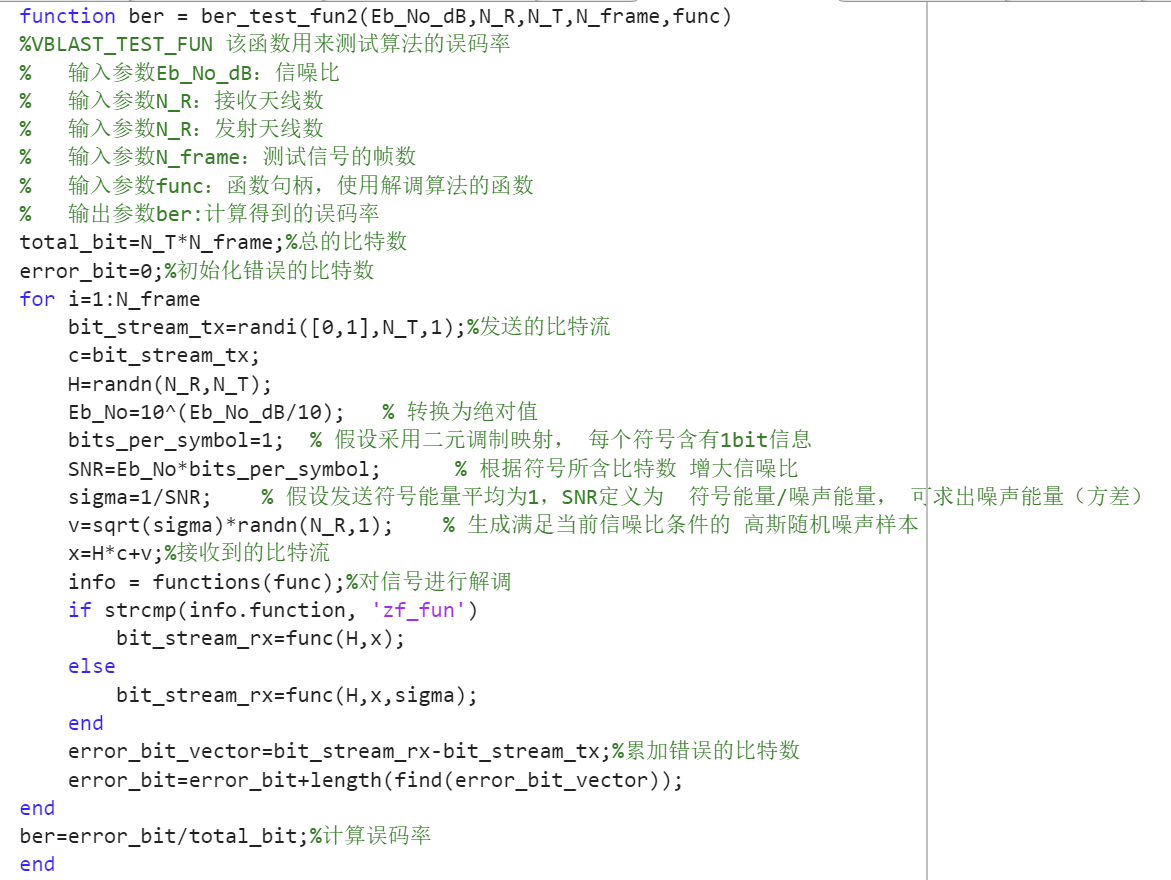 function ber = ber_test_fun2(Eb_No_dB,N_R,N_T,N_frame,func)
%VBLAST_TEST_FUN 该函数用来测试算法的误码率
%   输入参数Eb_No_dB：信噪比
%   输入参数N_R：接收天线数
%   输入参数N_R：发射天线数
%   输入参数N_frame：测试信号的帧数
%   输入参数func：函数句柄，使用解调算法的函数
%   输出参数ber:计算得到的误码率
total_bit=N_T*N_frame;%总的比特数
error_bit=0;%初始化错误的比特数
for i=1:N_frame
    bit_stream_tx=randi([0,1],N_T,1);%发送的比特流
    c=bit_stream_tx;
    H=randn(N_R,N_T);
    Eb_No=10^(Eb_No_dB/10);   % 转换为绝对值
    bits_per_symbol=1;  % 假设采用二元调制映射， 每个符号含有1bit信息
    SNR=Eb_No*bits_per_symbol;      % 根据符号所含比特数 增大信噪比
    sigma=1/SNR;    % 假设发送符号能量平均为1，SNR定义为  符号能量/噪声能量， 可求出噪声能量（方差）
    v=sqrt(sigma)*randn(N_R,1);    % 生成满足当前信噪比条件的 高斯随机噪声样本
    x=H*c+v;%接收到的比特流
    info = functions(func);%对信号进行解调
    if strcmp(info.function, 'zf_fun')
        bit_stream_rx=func(H,x);
    else
        bit_stream_rx=func(H,x,sigma);
    end
    error_bit_vector=bit_stream_rx-bit_stream_tx;%累加错误的比特数
    error_bit=error_bit+length(find(error_bit_vector));
end
ber=error_bit/total_bit;%计算误码率
end